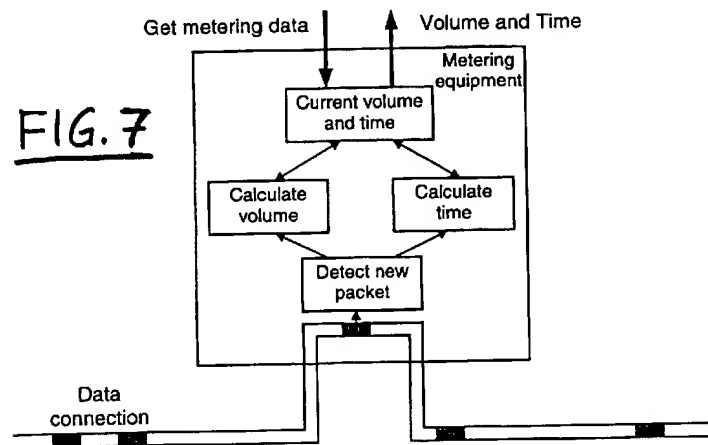 Get metering data
Volume and Time
Metering
equipment
Current volume
and time
FIG. 7
Calculate
volume
Calculate
time
Detect new
packet
Data
connection